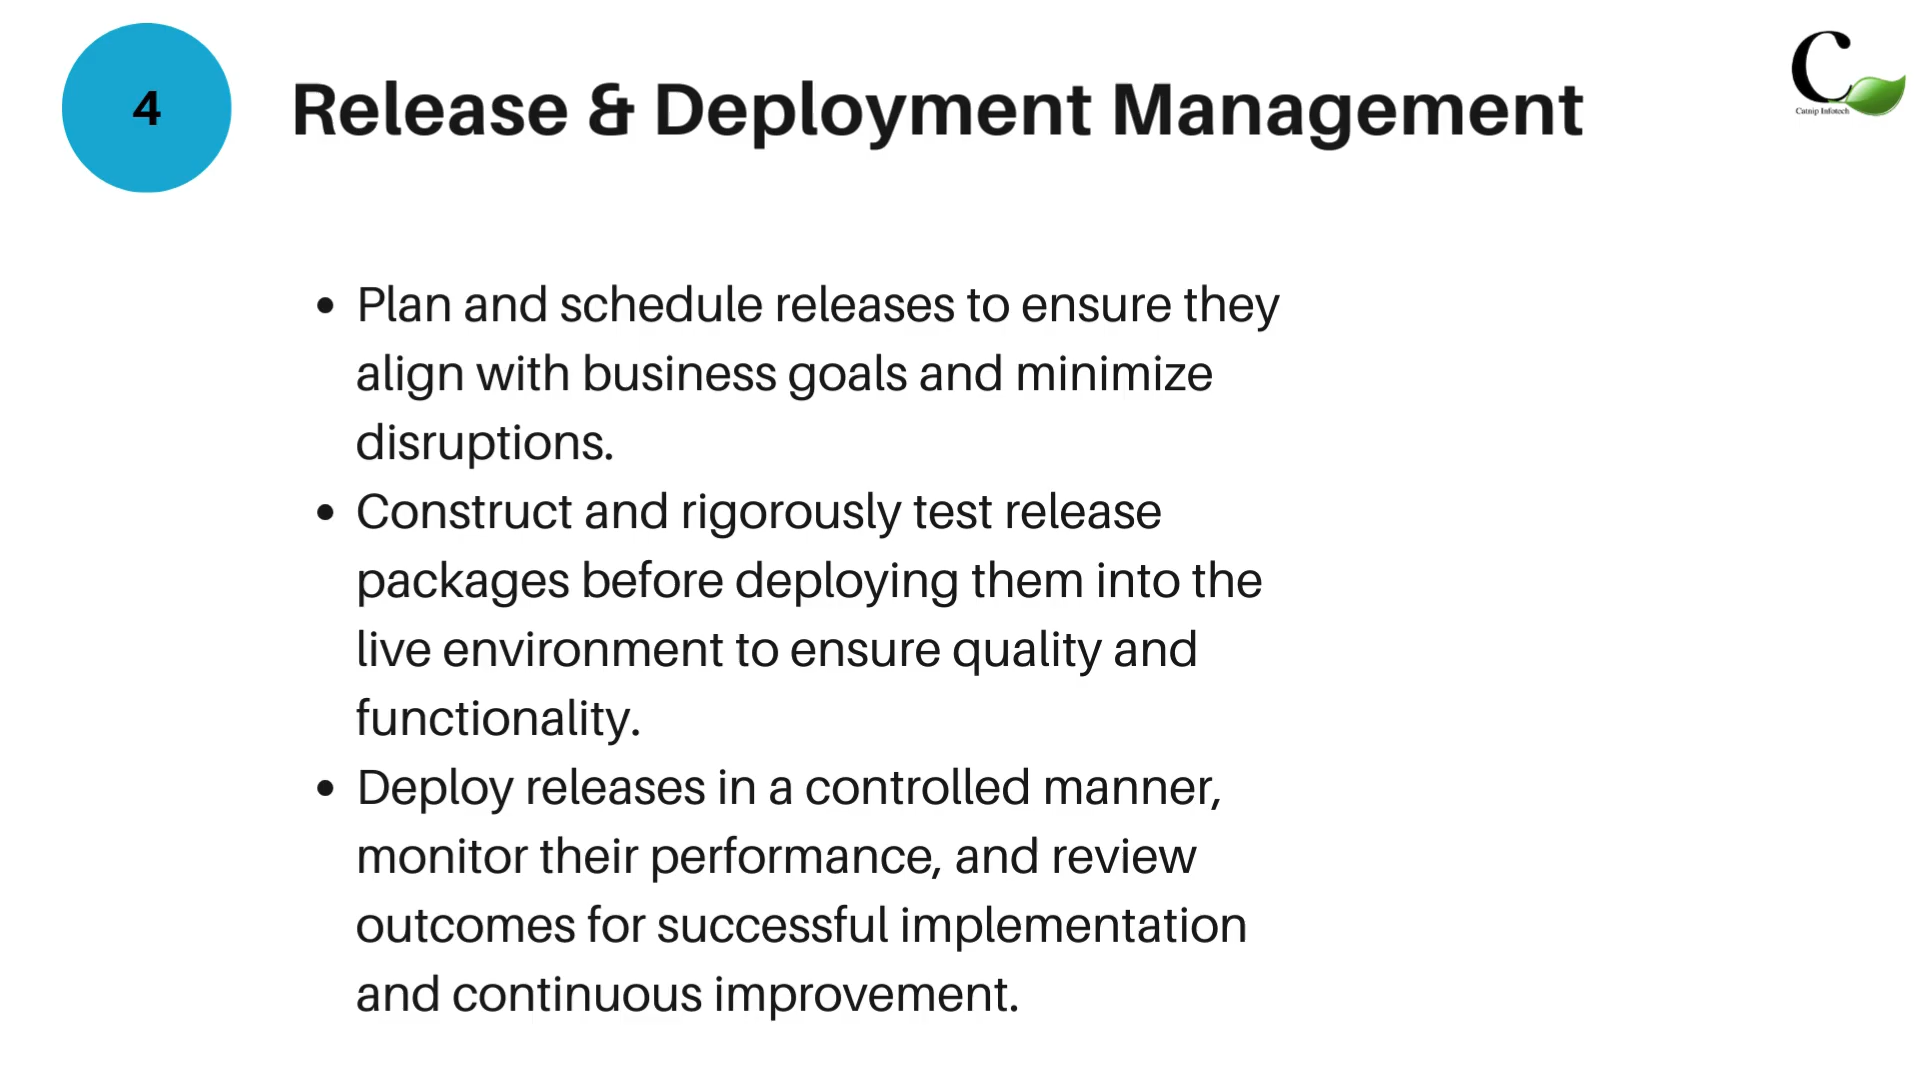 4
Release & Deployment Management
C
Catnip Infotech
• Plan and schedule releases to ensure they
align with business goals and minimize
disruptions.
• Construct and rigorously test release
packages before deploying them into the
live environment to ensure quality and
functionality.
• Deploy releases in a controlled manner,
monitor their performance, and review
outcomes for successful implementation
and continuous improvement.